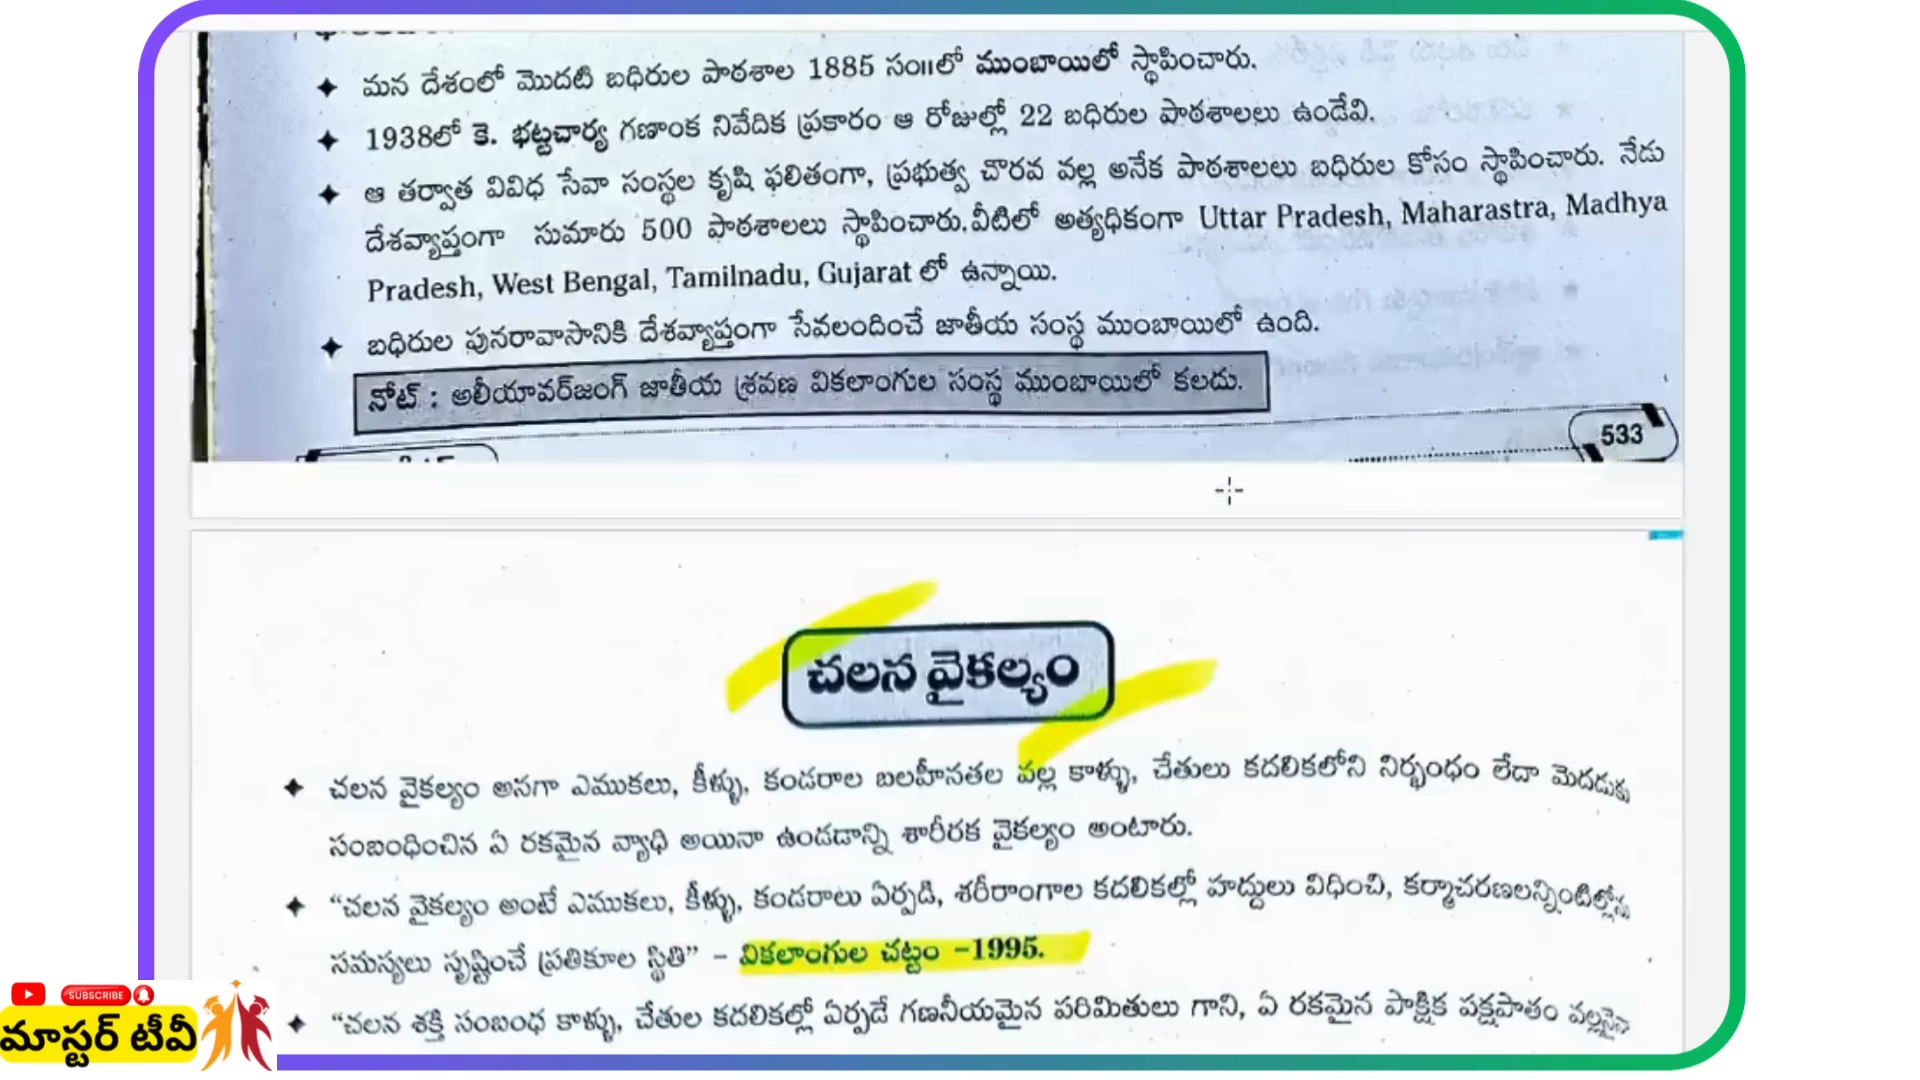 ✦ మన దేశంలో మొదటి బధిరుల పాఠశాల 1885 సం॥లో ముంబాయిలో స్థాపించారు.
✦ 1938లో కె. భట్టచార్య గణాంక నివేదిక ప్రకారం ఆ రోజుల్లో 22 బధిరుల పాఠశాలలు ఉండేవి.
✦ ఆ తర్వాత వివిధ సేవా సంస్థల కృషి ఫలితంగా, ప్రభుత్వ చొరవ వల్ల అనేక పాఠశాలలు బధిరుల కోసం స్థాపించారు. నేడు
దేశవ్యాప్తంగా సుమారు 500 పాఠశాలలు స్థాపించారు.వీటిలో అత్యధికంగా Uttar Pradesh, Maharastra, Madhya
Pradesh, West Bengal, Tamilnadu, Gujarat లో ఉన్నాయి.
✦ బధిరుల పునరావాసానికి దేశవ్యాప్తంగా సేవలందించే జాతీయ సంస్థ ముంబాయిలో ఉంది.
నోట్ : అలీయావర్‌జంగ్ జాతీయ శ్రవణ వికలాంగుల సంస్థ ముంబాయిలో కలదు.
533
చలన వైకల్యం
✦ చలన వైకల్యం అనగా ఎముకలు, కీళ్ళు, కండరాల బలహీనతల వల్ల కాళ్ళు, చేతులు కదలికలోని నిర్భంధం లేదా మెదడుకు
సంబంధించిన ఏ రకమైన వ్యాధి అయినా ఉండడాన్ని శారీరక వైకల్యం అంటారు.
✦ “చలన వైకల్యం అంటే ఎముకలు, కీళ్ళు, కండరాలు ఏర్పడి, శరీరాంగాల కదలికల్లో హద్దులు విధించి, కర్మాచరణలన్నింటిల్లోను
సమస్యలు సృష్టించే ప్రతికూల స్థితి” – వికలాంగుల చట్టం –1995.
✦ “చలన శక్తి సంబంధ కాళ్ళు, చేతుల కదలికల్లో ఏర్పడే గణనీయమైన పరిమితులు గాని, ఏ రకమైన పాక్షిక పక్షపాతం వల్లనైన
SUBSCRIBE
మాస్టర్ టీవీ